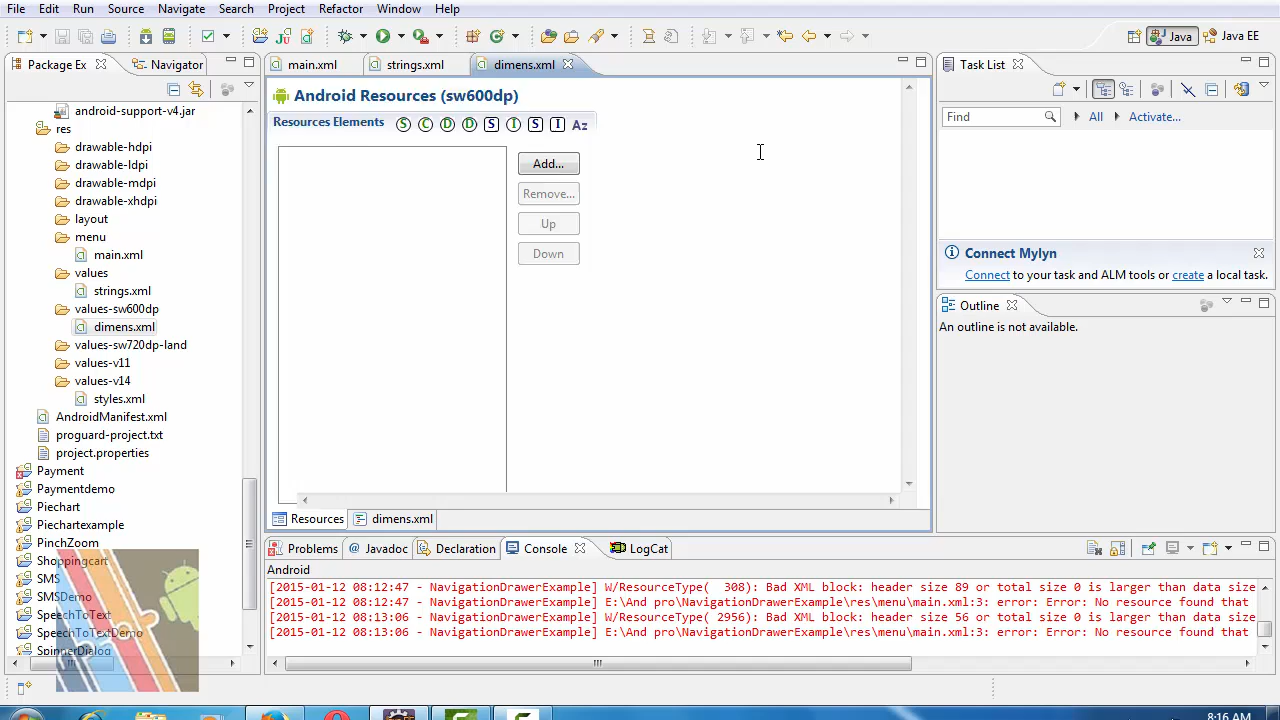 File Edit Run Source Navigate Search Project Refactor Window Help
Java Java EE
Package Ex Navigator
android-support-v4.jar
res
drawable-hdpi
drawable-ldpi
drawable-mdpi
drawable-xhdpi
layout
menu
main.xml
values
strings.xml
values-sw600dp
dimens.xml
values-sw720dp-land
values-v11
values-v14
styles.xml
AndroidManifest.xml
proguard-project.txt
project.properties
Payment
Paymentdemo
Piechart
Piechartexample
PinchZoom
Shoppingcart
SMS
SMSDemo
SpeechToText
SpeechToTextDemo
SpinnerDialog
main.xml strings.xml dimens.xml
Android Resources (sw600dp)
Resources Elements S C D D S I S I Az
Add...
Remove...
Up
Down
Resources dimens.xml
Task List
Find All Activate...
Connect Mylyn
Connect to your task and ALM tools or create a local task.
Outline
An outline is not available.
Problems @ Javadoc Declaration Console LogCat
Android
[2015-01-12 08:12:47 - NavigationDrawerExample] W/ResourceType( 308): Bad XML block: header size 89 or total size 0 is larger than data size
[2015-01-12 08:12:47 - NavigationDrawerExample] E:\And pro\NavigationDrawerExample\res\menu\main.xml:3: error: Error: No resource found that
[2015-01-12 08:13:06 - NavigationDrawerExample] W/ResourceType( 2956): Bad XML block: header size 56 or total size 0 is larger than data size
[2015-01-12 08:13:06 - NavigationDrawerExample] E:\And pro\NavigationDrawerExample\res\menu\main.xml:3: error: Error: No resource found that
8:16 AM